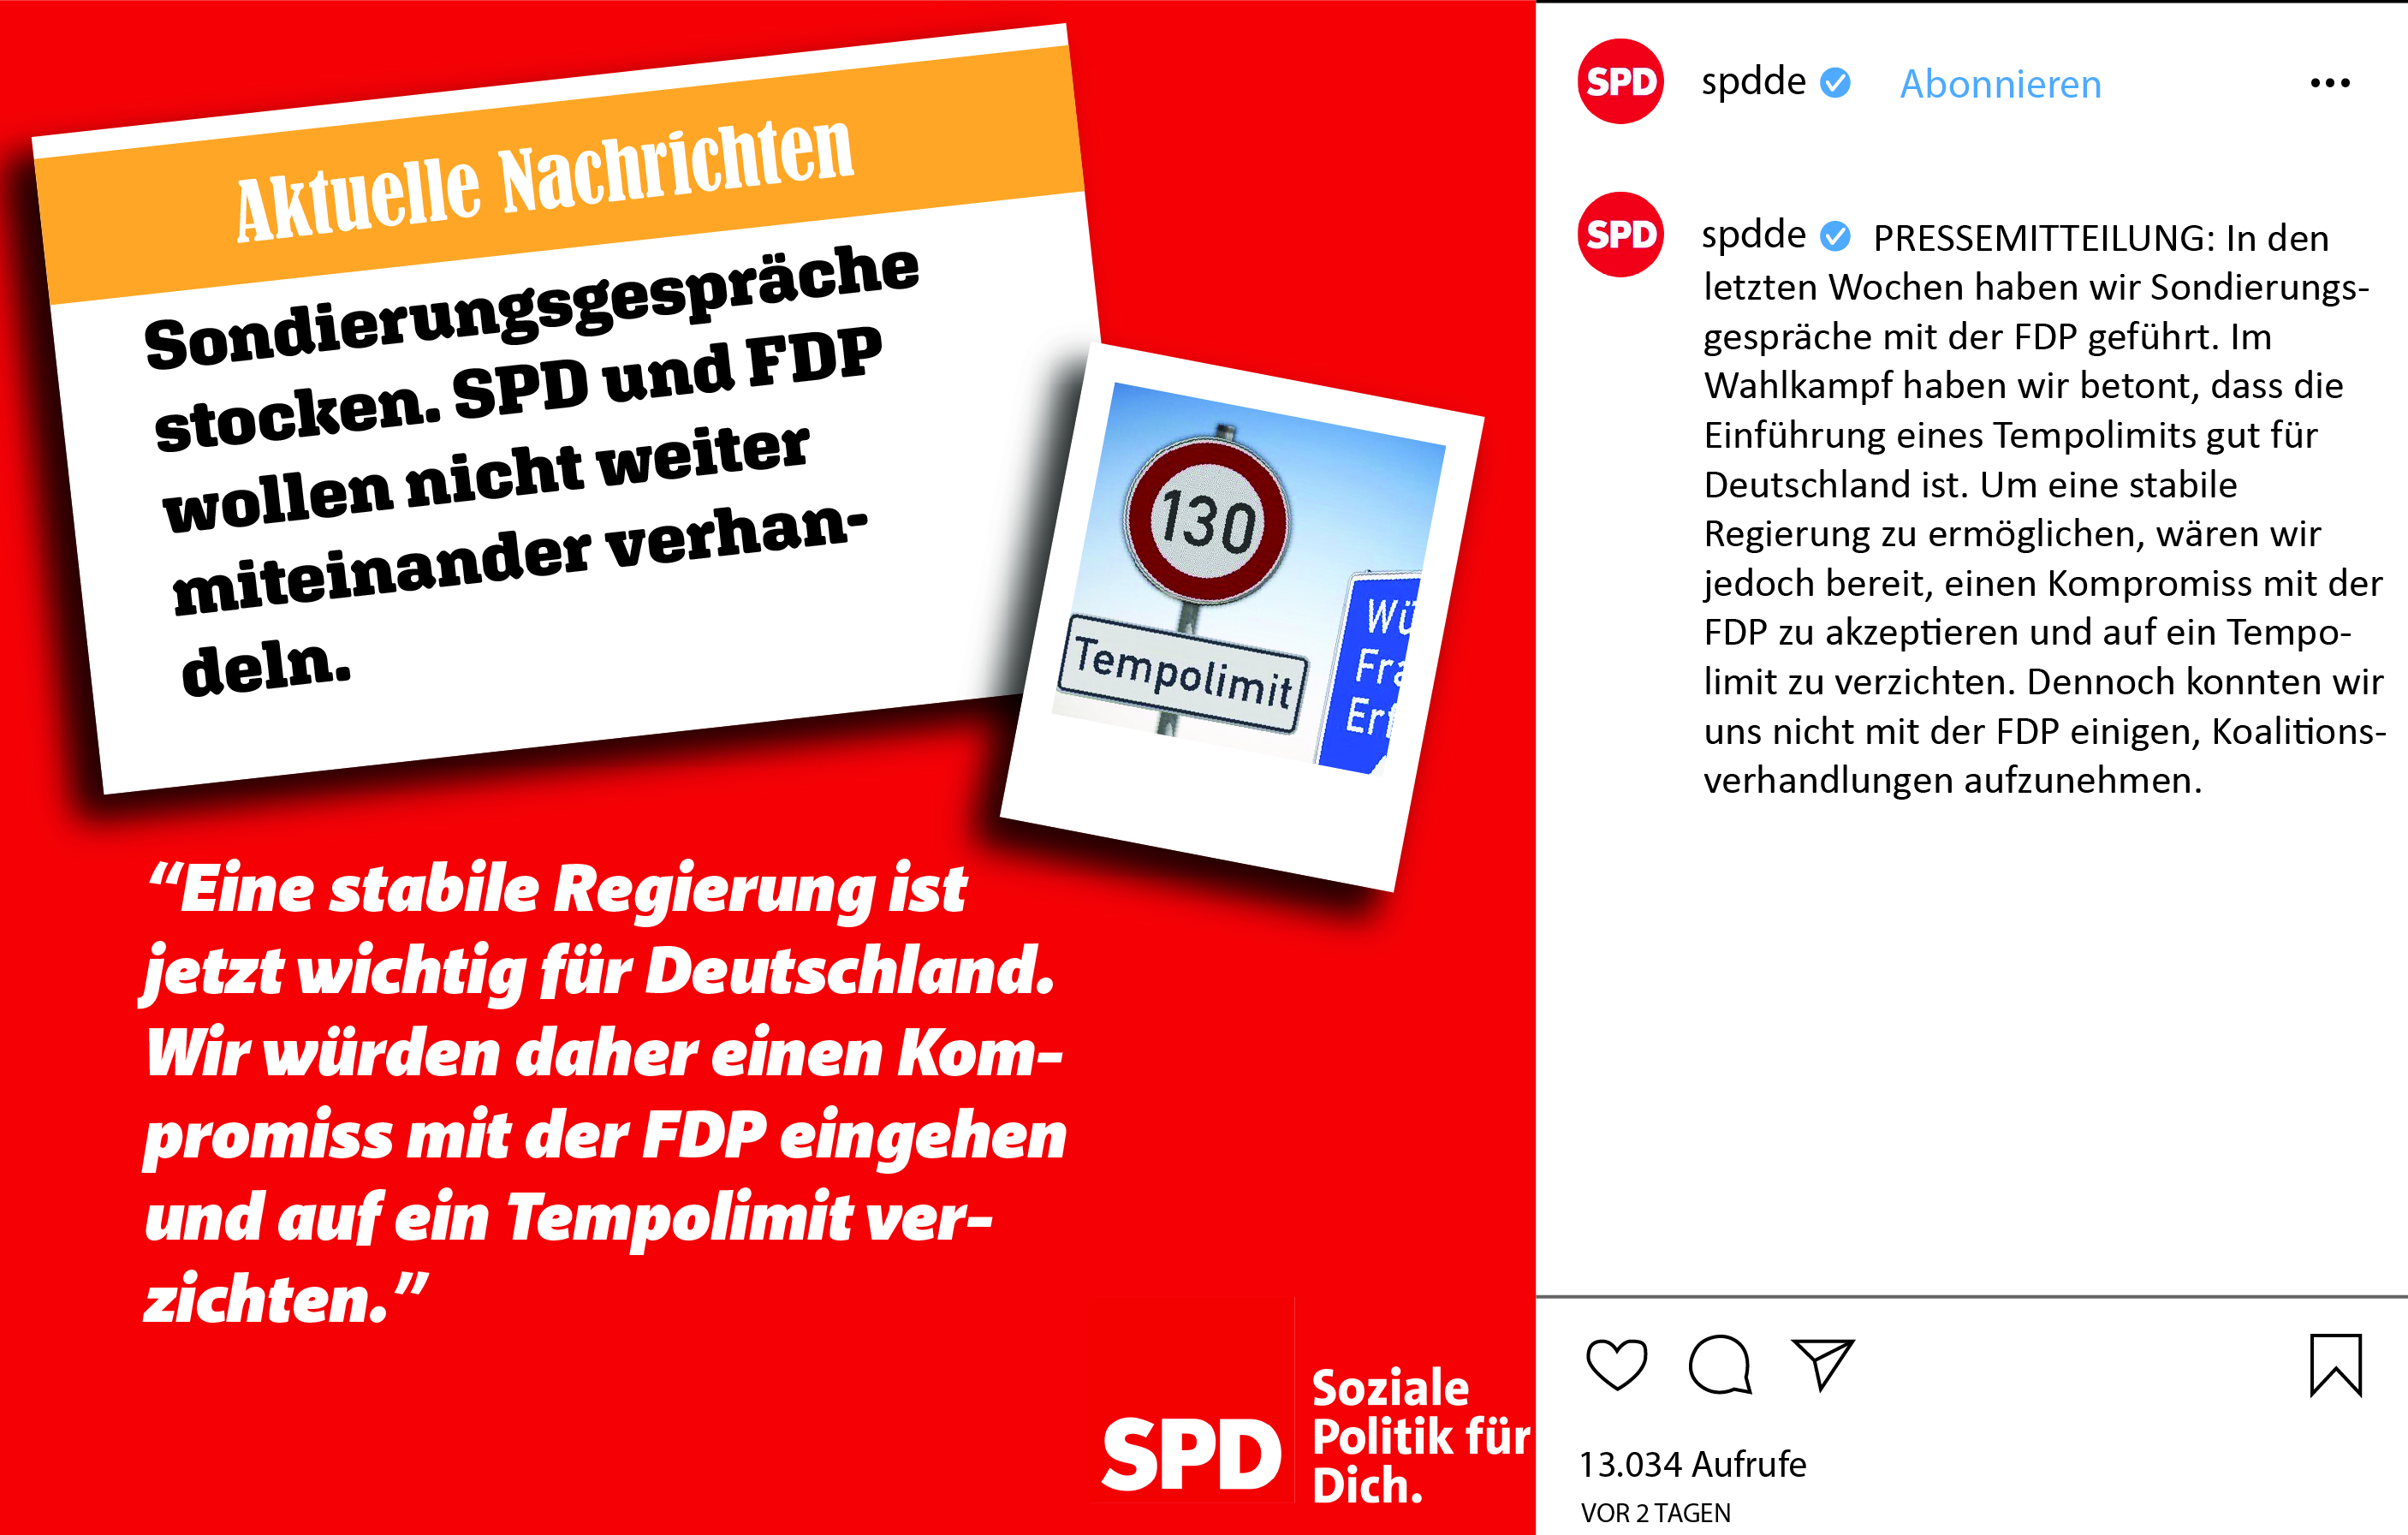 Aktuelle Nachrichten
Sondierungsgespräche
stocken. SPD und FDP
wollen nicht weiter
miteinander verhan-
deln.
130
Tempolimit
Wü
Fra
Erf
“Eine stabile Regierung ist
jetzt wichtig für Deutschland.
Wir würden daher einen Kom-
promiss mit der FDP eingehen
und auf ein Tempolimit ver-
zichten.”
SPD
Soziale
Politik für
Dich.
SPD
spdde
Abonnieren
SPD
spdde PRESSEMITTEILUNG: In den
letzten Wochen haben wir Sondierungs-
gespräche mit der FDP geführt. Im
Wahlkampf haben wir betont, dass die
Einführung eines Tempolimits gut für
Deutschland ist. Um eine stabile
Regierung zu ermöglichen, wären wir
jedoch bereit, einen Kompromiss mit der
FDP zu akzeptieren und auf ein Tempo-
limit zu verzichten. Dennoch konnten wir
uns nicht mit der FDP einigen, Koalitions-
verhandlungen aufzunehmen.
13.034 Aufrufe
VOR 2 TAGEN